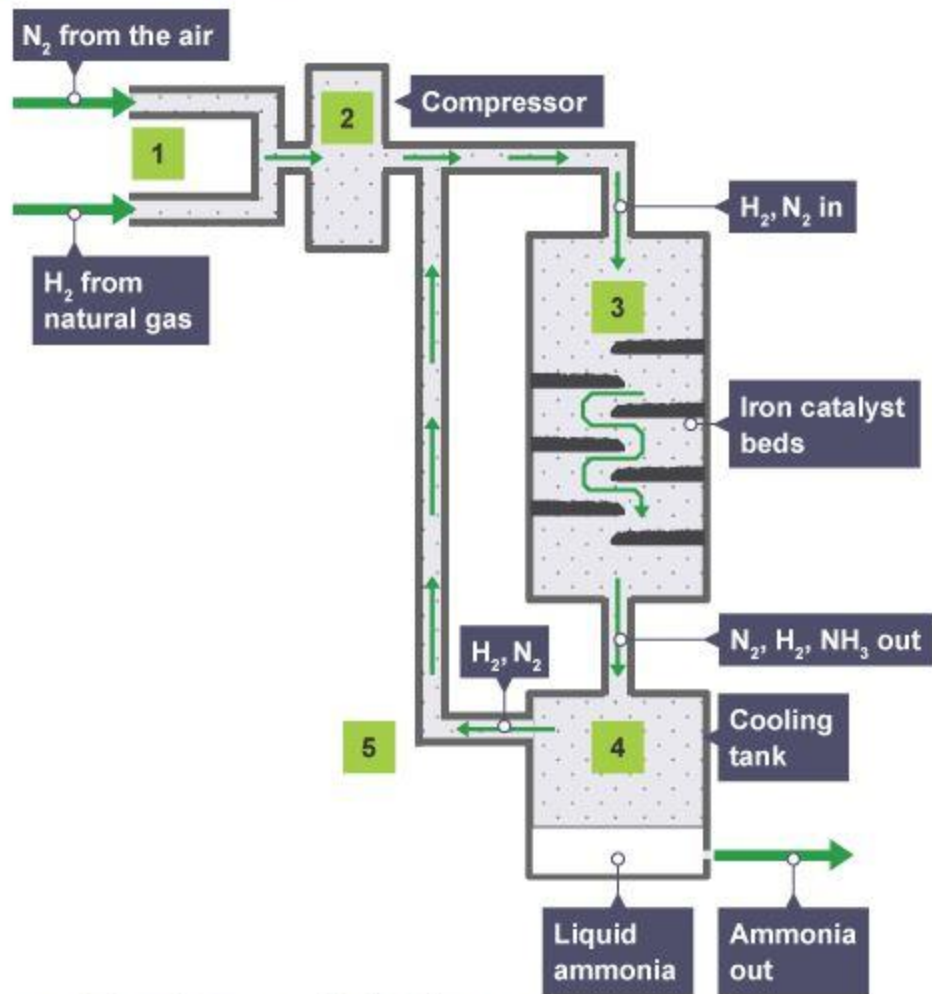 N₂ from the air
Compressor
2
1
H₂, N₂ in
H₂ from
natural gas
3
Iron catalyst
beds
N₂, H₂, NH₃ out
H₂, N₂
Cooling
tank
5
4
Liquid
ammonia
Ammonia
out